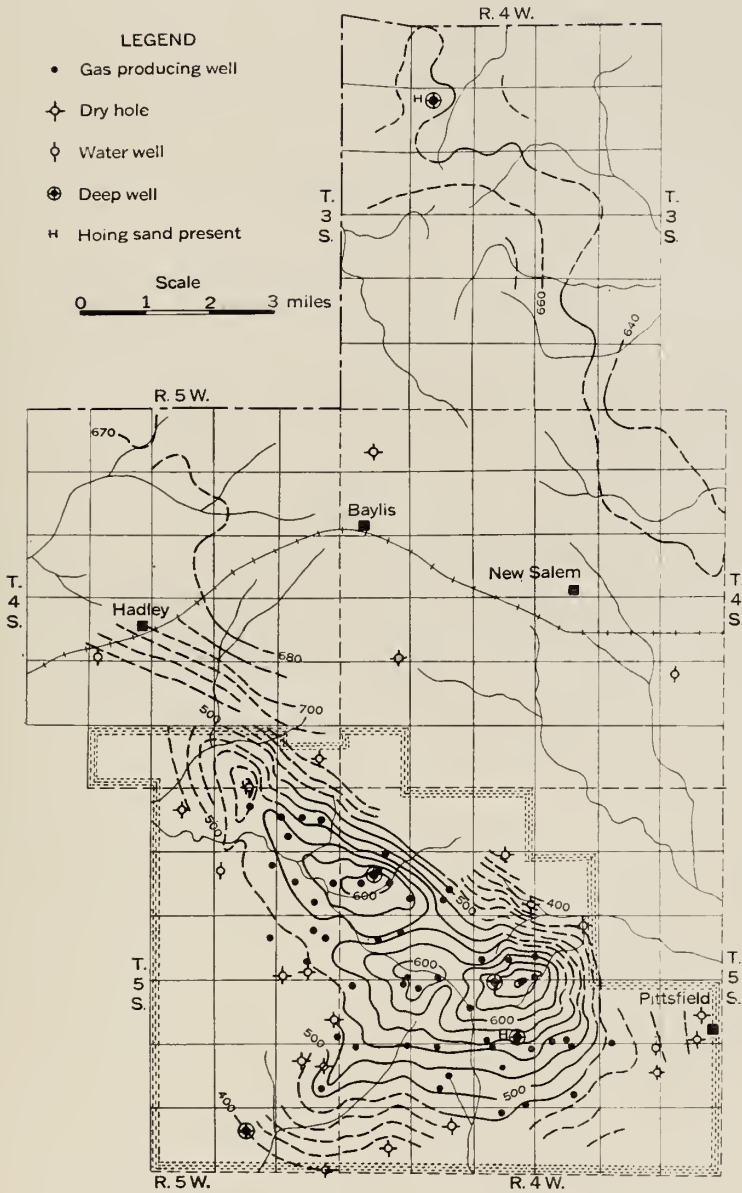 R. 4 W.
LEGEND
Gas producing well
Dry hole
Water well
Deep well
H Hoing sand present
Scale
0 1 2 3 miles
H
T.
3
S.
T.
3
S.
660
640
R. 5 W.
670
Baylis
New Salem
T.
4
S.
T.
4
S.
Hadley
680
700
500
500
600
500
400
T.
5
S.
600
T.
5
S.
Pittsfield
600
H
500
500
400
R. 5 W.
R. 4 W.